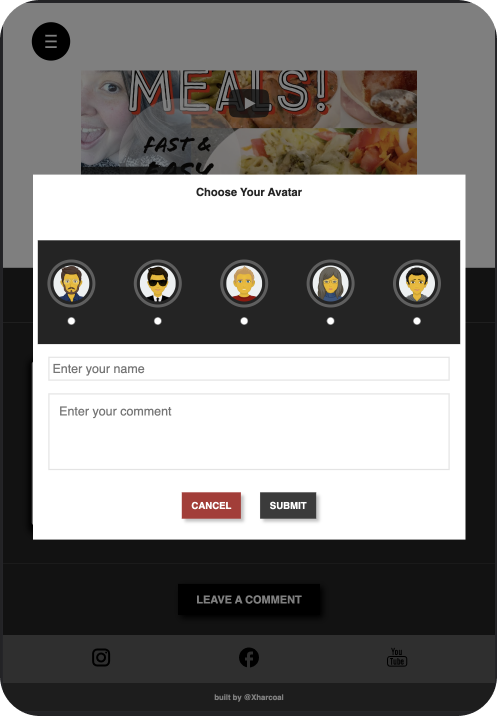 MEALS!
FAST &
EASY
Choose Your Avatar
Enter your name
Enter your comment
CANCEL
SUBMIT
LEAVE A COMMENT
You
Tube
built by @Xharcoal